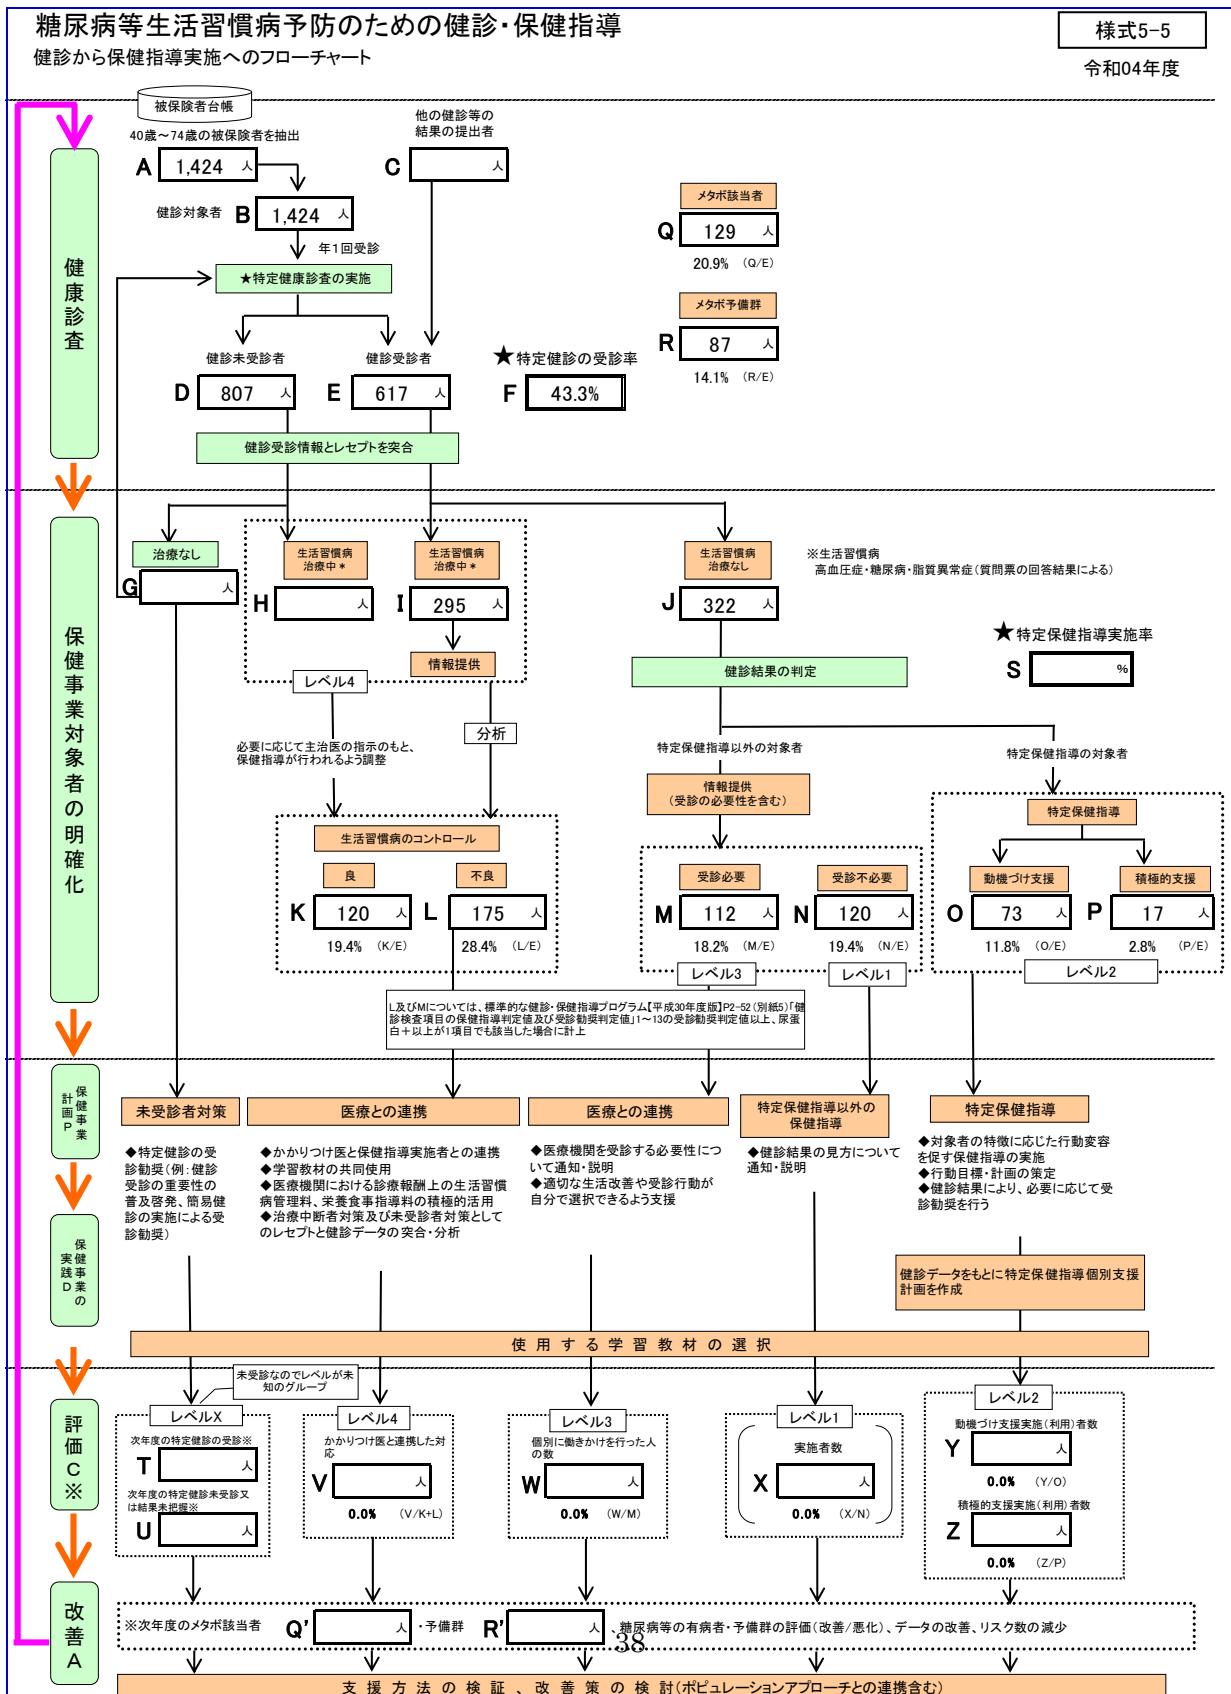 糖尿病等生活習慣病予防のための健診・保健指導
様式5-5
健診から保健指導実施へのフローチャート
令和04年度
被保険者台帳
40歳～74歳の被保険者を抽出
他の健診等の
結果の提出者
A 1,424 人
C 人
健診対象者 B 1,424 人
年1回受診
★特定健康診査の実施
メタボ該当者
Q 129 人
20.9% (Q/E)
メタボ予備群
R 87 人
14.1% (R/E)
健康診査
健診未受診者
健診受診者
★特定健診の受診率
D 807 人
E 617 人
F 43.3%
健診受診情報とレセプトを突合
保健事業対象者の明確化
治療なし
G 人
生活習慣病
治療中*
H 人
生活習慣病
治療中*
I 295 人
情報提供
レベル4
生活習慣病
治療なし
J 322 人
※生活習慣病
高血圧症・糖尿病・脂質異常症(質問票の回答結果による)
★特定保健指導実施率
S %
健診結果の判定
分析
必要に応じて主治医の指示のもと、
保健指導が行われるよう調整
特定保健指導以外の対象者
特定保健指導の対象者
情報提供
(受診の必要性を含む)
特定保健指導
生活習慣病のコントロール
良
不良
受診必要
受診不必要
動機づけ支援
積極的支援
K 120 人
L 175 人
M 112 人
N 120 人
O 73 人
P 17 人
19.4% (K/E)
28.4% (L/E)
18.2% (M/E)
19.4% (N/E)
11.8% (O/E)
2.8% (P/E)
レベル3
レベル1
レベル2
L及びMについては、標準的な健診・保健指導プログラム【平成30年度版】P2-52(別紙5)「健
診検査項目の保健指導判定値及び受診勧奨判定値」1～13の受診勧奨判定値以上、尿蛋
白+以上が1項目でも該当した場合に計上
保健事業
計画P
未受診者対策
医療との連携
医療との連携
特定保健指導以外の
保健指導
特定保健指導
◆特定健診の受
診勧奨(例:健診
受診の重要性の
普及啓発、簡易健
診の実施による受
診勧奨)
◆かかりつけ医と保健指導実施者との連携
◆学習教材の共同使用
◆医療機関における診療報酬上の生活習慣
病管理料、栄養食事指導料の積極的活用
◆治療中断者対策及び未受診者対策として
のレセプトと健診データの突合・分析
◆医療機関を受診する必要性につ
いて通知・説明
◆適切な生活改善や受診行動が
自分で選択できるよう支援
◆健診結果の見方について
通知・説明
◆対象者の特徴に応じた行動変容
を促す保健指導の実施
◆行動目標・計画の策定
◆健診結果により、必要に応じて受
診勧奨を行う
保健事業の
実践D
健診データをもとに特定保健指導個別支援
計画を作成
使用する学習教材の選択
未受診なのでレベルが未
知のグループ
評価C※
レベルX
次年度の特定健診の受診※
T 人
次年度の特定健診未受診又
は結果未把握※
U 人
レベル4
かかりつけ医と連携した対
応
V 人
0.0% (V/K+L)
レベル3
個別に働きかけを行った人
の数
W 人
0.0% (W/M)
レベル1
実施者数
X 人
0.0% (X/N)
レベル2
動機づけ支援実施(利用)者数
Y 人
0.0% (Y/O)
積極的支援実施(利用)者数
Z 人
0.0% (Z/P)
改善A
※次年度のメタボ該当者 Q' 人 ・予備群 R' 人 、糖尿病等の有病者・予備群の評価(改善/悪化)、データの改善、リスク数の減少
38
支援方法の検証、改善策の検討(ポピュレーションアプローチとの連携含む)